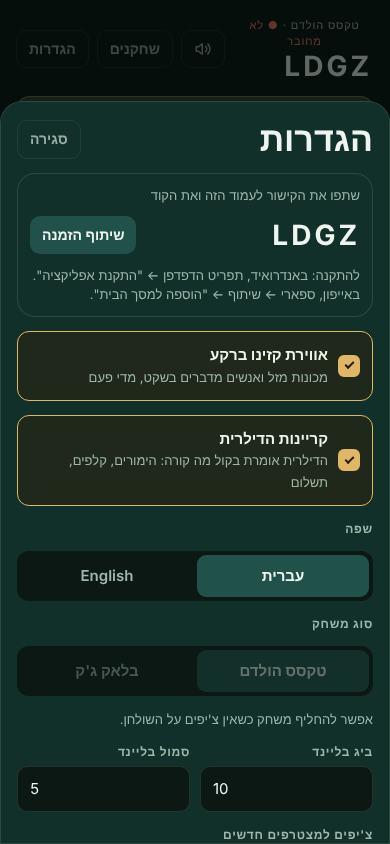 טקסס הולדם · ● לא
מחובר
LDGZ
שחקנים
הגדרות
הגדרות
סגירה
שתפו את הקישור לעמוד הזה ואת הקוד
LDGZ
שיתוף הזמנה
להתקנה: באנדרואיד, תפריט הדפדפן ← "התקנת אפליקציה".
באייפון, ספארי ← שיתוף ← "הוספה למסך הבית".
אווירת קזינו ברקע
מכונות מזל ואנשים מדברים בשקט, מדי פעם
קריינות הדילרית
הדילרית אומרת בקול מה קורה: הימורים, קלפים,
תשלום
שפה
עברית
English
סוג משחק
טקסס הולדם
בלאק ג'ק
אפשר להחליף משחק כשאין צ'יפים על השולחן.
ביג בליינד
סמול בליינד
10
5
צ'יפים למצטרפים חדשים